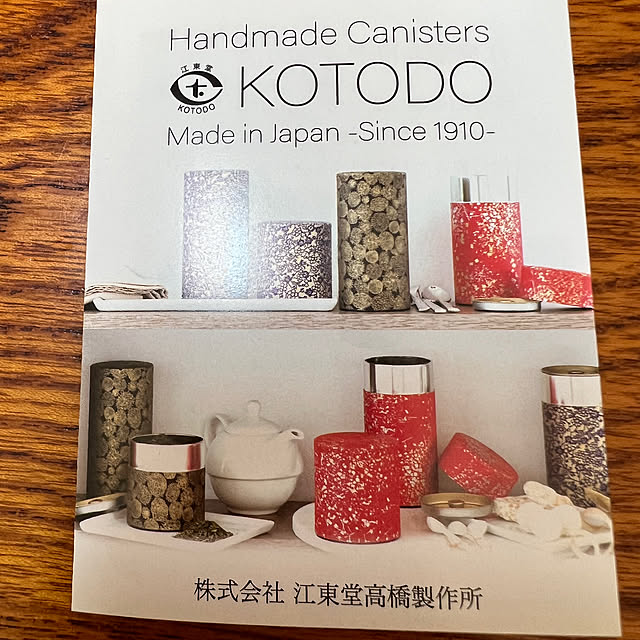 Handmade Canisters
江東堂
KOTODO
KOTODO
Made in Japan -Since 1910-
株式会社 江東堂高橋製作所